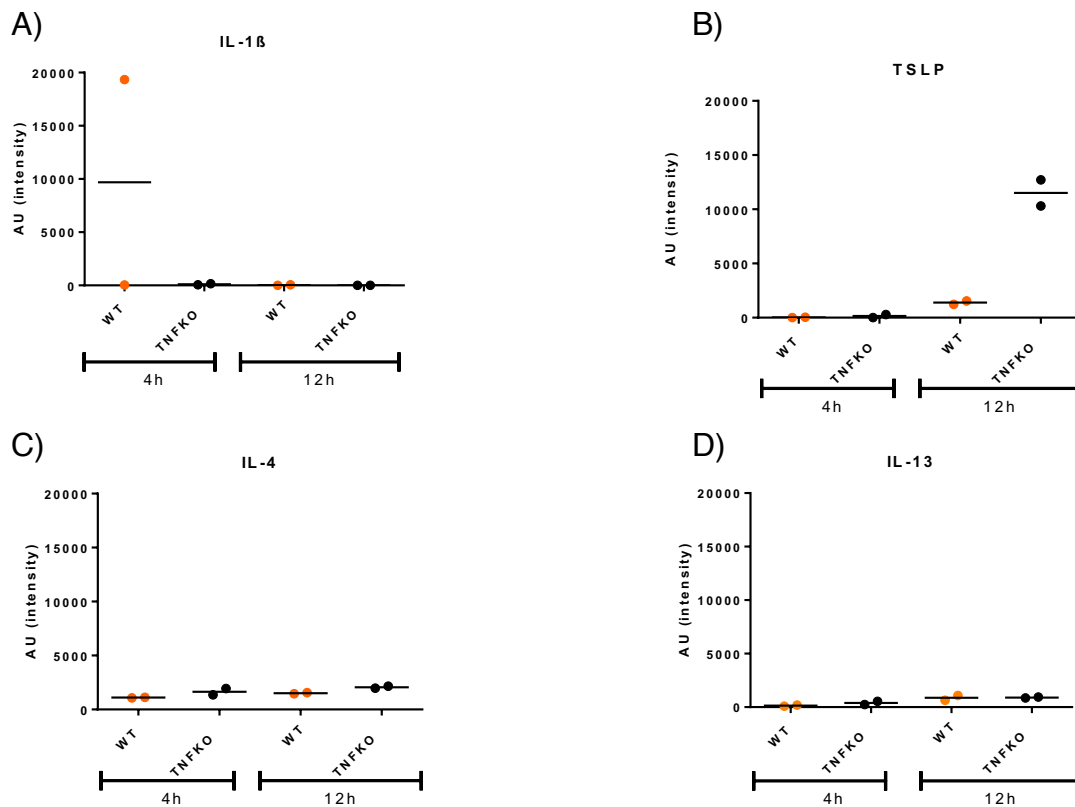 A)
IL-1ß
20000
15000
10000
5000
0
AU (intensity)
WT
TNFKO
WT
TNFKO
4h
12h
B)
TSLP
20000
15000
10000
5000
0
AU (intensity)
WT
TNFKO
WT
TNFKO
4h
12h
C)
IL-4
20000
15000
10000
5000
0
AU (intensity)
WT
TNFKO
WT
TNFKO
4h
12h
D)
IL-13
20000
15000
10000
5000
0
AU (intensity)
WT
TNFKO
WT
TNFKO
4h
12h